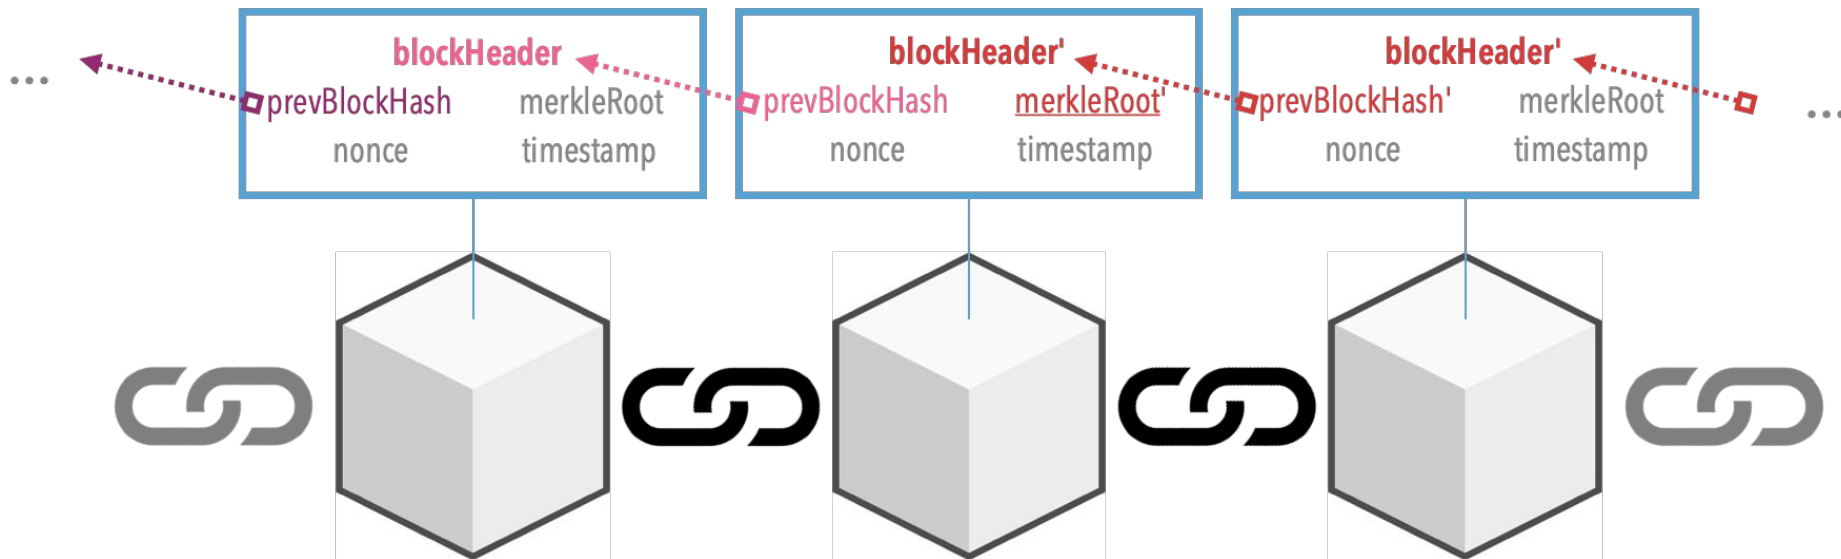 ...
blockHeader
prevBlockHash merkleRoot
nonce timestamp
blockHeader'
prevBlockHash merkleRoot'
nonce timestamp
blockHeader'
prevBlockHash' merkleRoot
nonce timestamp
...